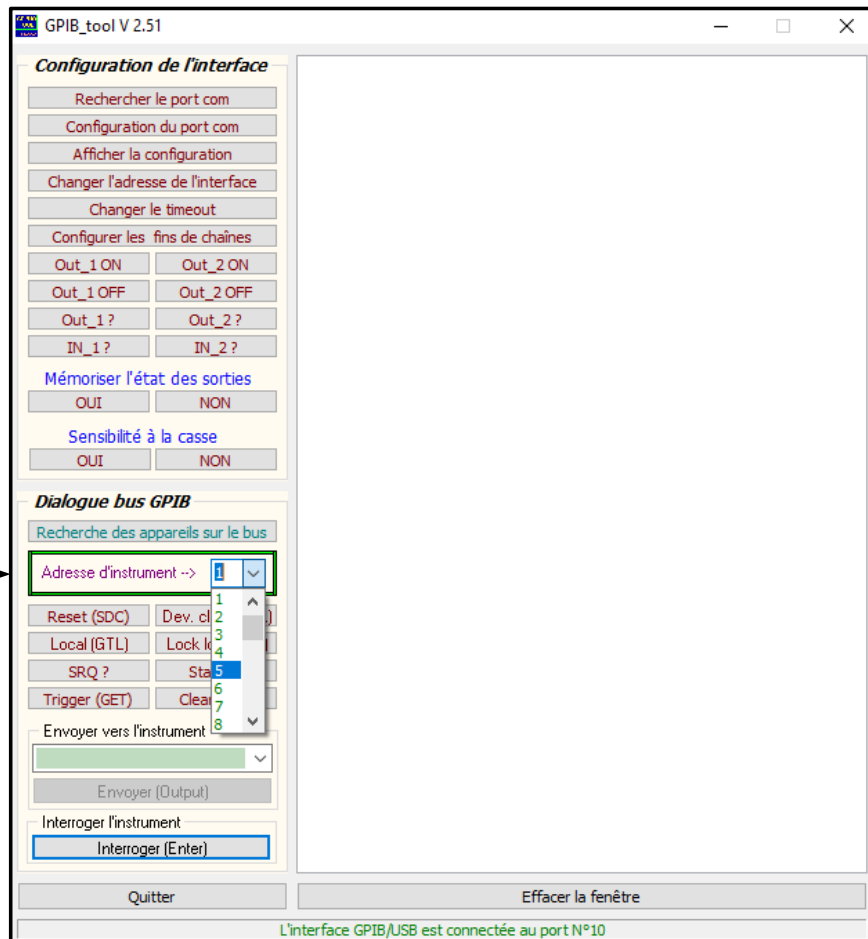 GPIB_tool V 2.51
Configuration de l'interface
Rechercher le port com
Configuration du port com
Afficher la configuration
Changer l'adresse de l'interface
Changer le timeout
Configurer les fins de chaînes
Out_1 ON Out_2 ON
Out_1 OFF Out_2 OFF
Out_1 ? Out_2 ?
IN_1 ? IN_2 ?
Mémoriser l'état des sorties
OUI NON
Sensibilité à la casse
OUI NON
Dialogue bus GPIB
Recherche des appareils sur le bus
Adresse d'instrument --> 1
1
2
3
4
5
6
7
8
Reset (SDC) Dev.
Local (GTL) Lock
SRQ ?
Trigger (GET) Clear
Envoyer vers l'instrument
Envoyer (Output)
Interroger l'instrument
Interroger (Enter)
Quitter Effacer la fenêtre
L'interface GPIB/USB est connectée au port N°10